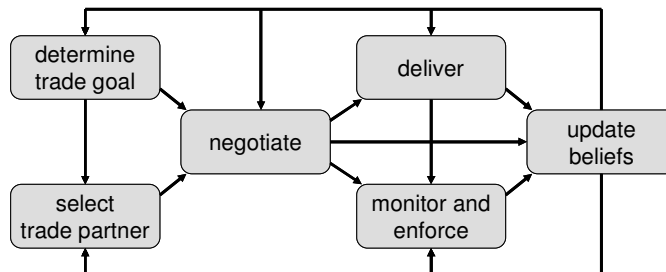 determine
trade goal
deliver
negotiate
update
beliefs
select
trade partner
monitor and
enforce